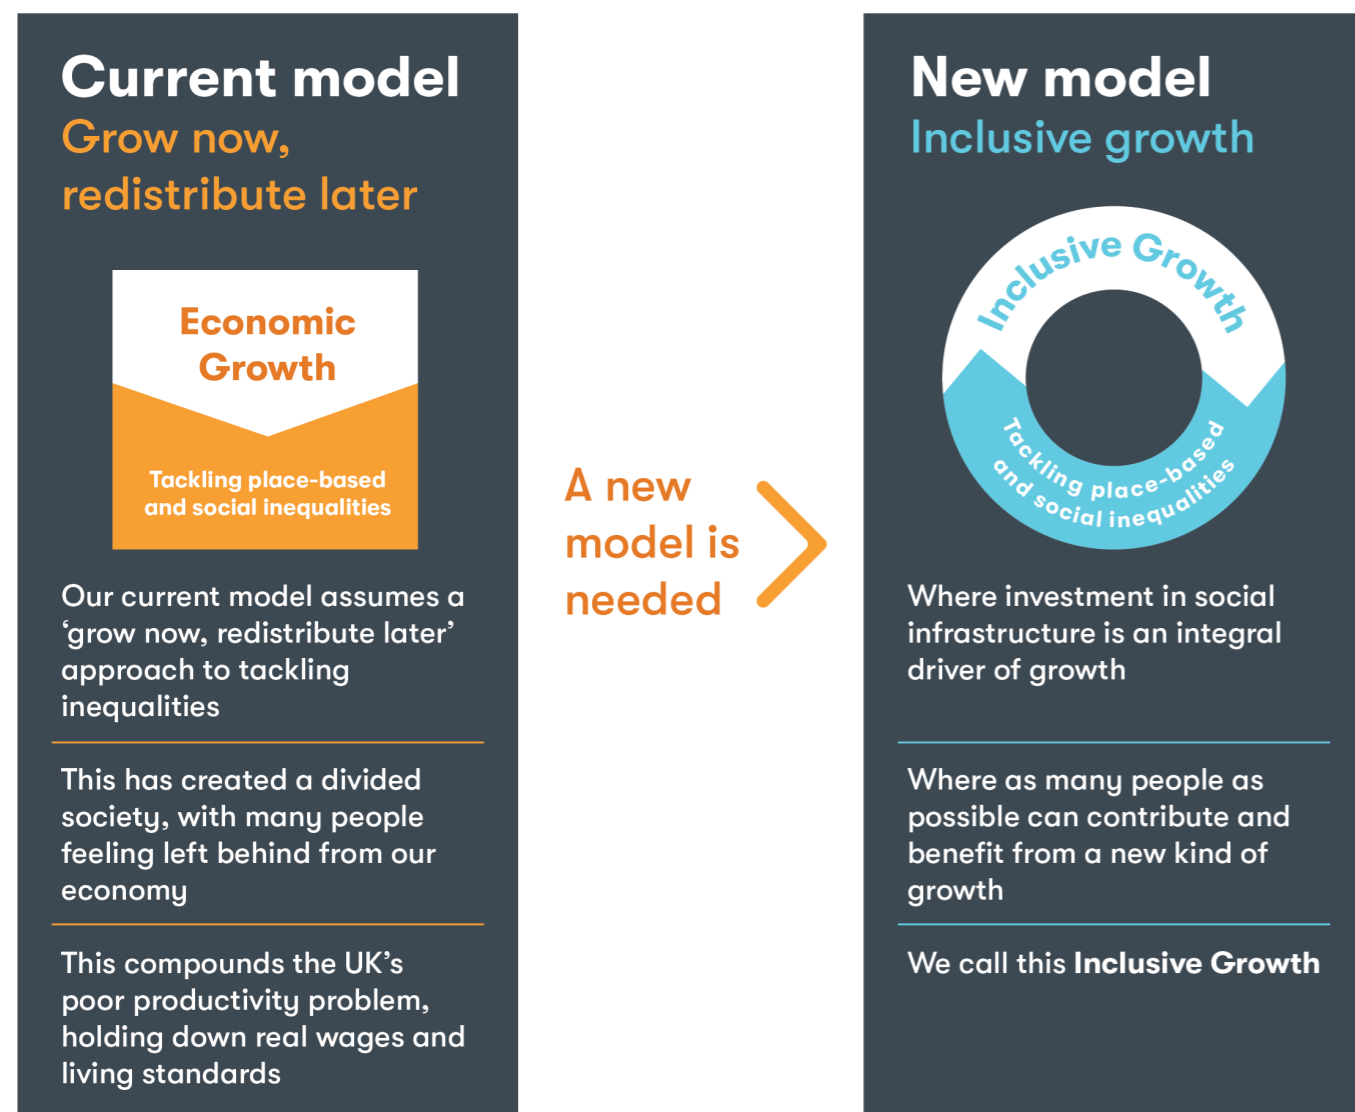 Current model
Grow now,
redistribute later
Economic
Growth
Tackling place-based
and social inequalities
Our current model assumes a
‘grow now, redistribute later’
approach to tackling
inequalities
This has created a divided
society, with many people
feeling left behind from our
economy
This compounds the UK’s
poor productivity problem,
holding down real wages and
living standards
A new
model is
needed
New model
Inclusive growth
Inclusive Growth
Tackling place-based
and social inequalities
Where investment in social
infrastructure is an integral
driver of growth
Where as many people as
possible can contribute and
benefit from a new kind of
growth
We call this Inclusive Growth